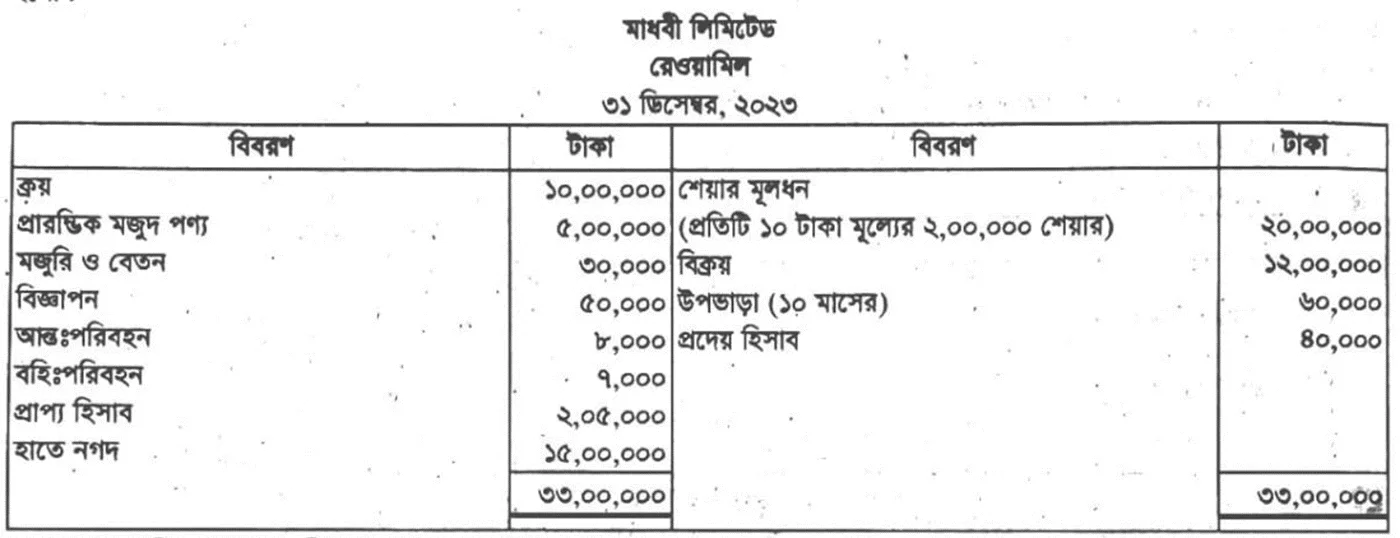 মাধবী লিমিটেড
রেওয়ামিল
৩১ ডিসেম্বর, ২০২৩
বিবরণ টাকা বিবরণ টাকা
ক্রয় ১০,০০,০০০ শেয়ার মূলধন
প্রারম্ভিক মজুদ পণ্য ৫,০০,০০০ (প্রতিটি ১০ টাকা মূল্যের ২,০০,০০০ শেয়ার) ২০,০০,০০০
মজুরি ও বেতন ৩০,০০০ বিক্রয় ১২,০০,০০০
বিজ্ঞাপন ৫০,০০০ উপভাড়া (১০ মাসের) ৬০,০০০
আন্তঃপরিবহন ৮,০০০ প্রদেয় হিসাব ৪০,০০০
বহিঃপরিবহন ৭,০০০
প্রাপ্য হিসাব ২,০৫,০০০
হাতে নগদ ১৫,০০,০০০
৩৩,০০,০০০ ৩৩,০০,০০০